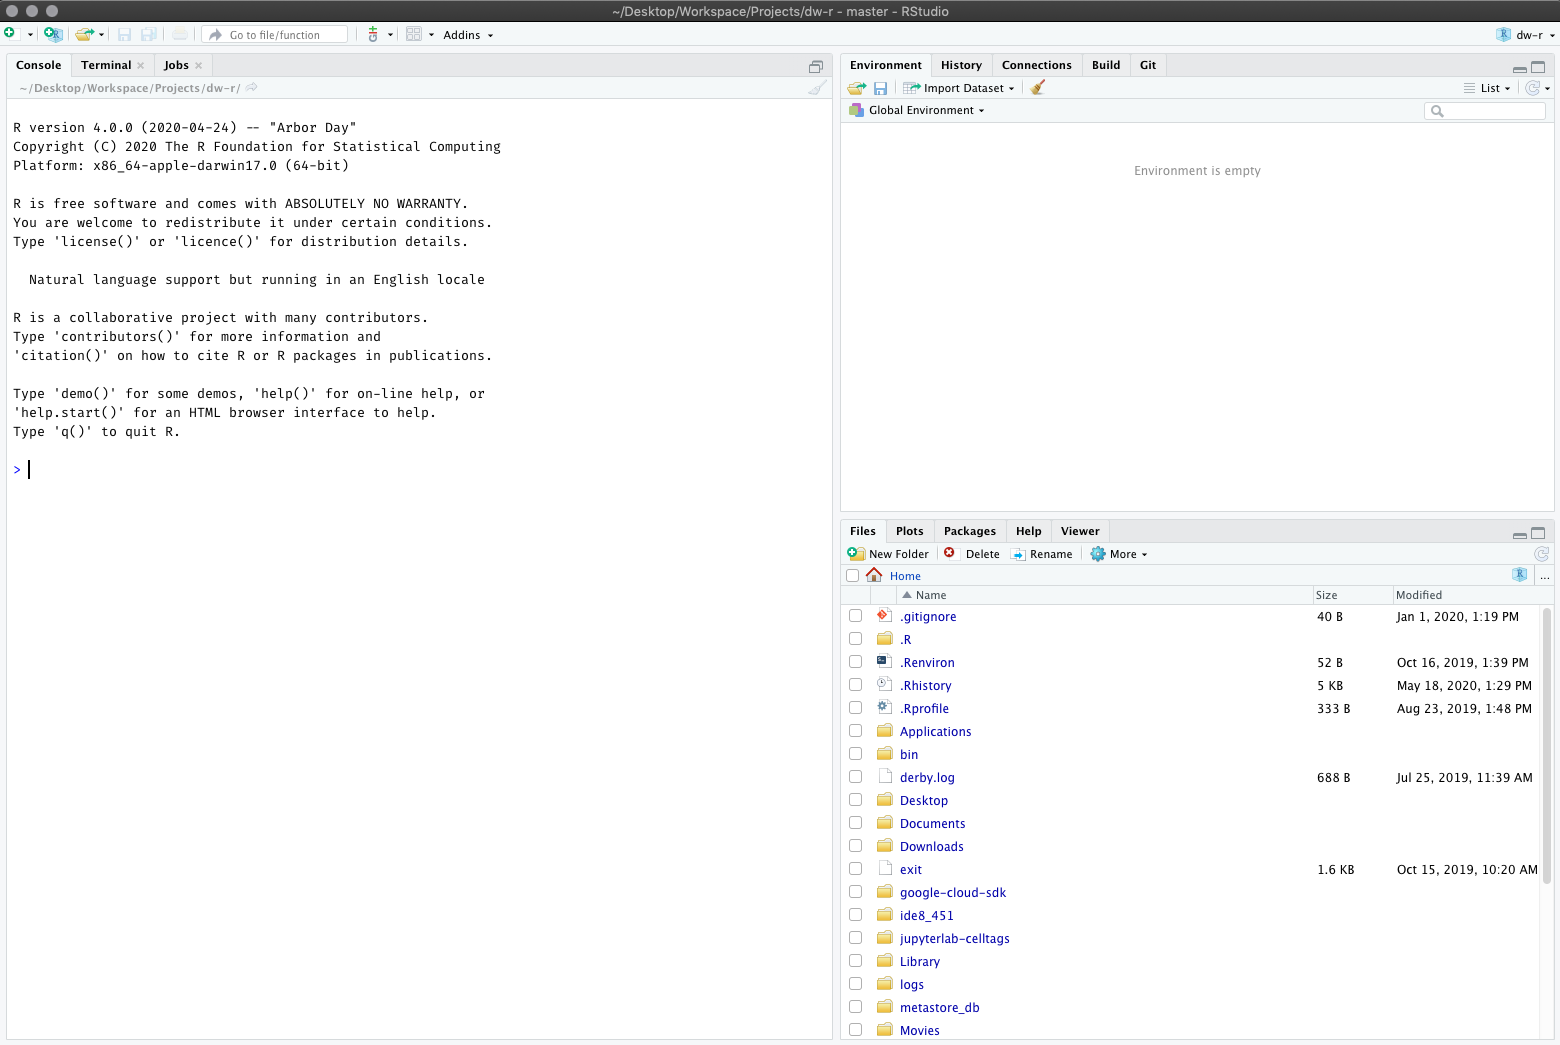 ~/Desktop/Workspace/Projects/dw-r - master - RStudio
Go to file/function
Addins
dw-r
Console Terminal Jobs
~/Desktop/Workspace/Projects/dw-r/
R version 4.0.0 (2020-04-24) -- "Arbor Day"
Copyright (C) 2020 The R Foundation for Statistical Computing
Platform: x86_64-apple-darwin17.0 (64-bit)
R is free software and comes with ABSOLUTELY NO WARRANTY.
You are welcome to redistribute it under certain conditions.
Type 'license()' or 'licence()' for distribution details.
Natural language support but running in an English locale
R is a collaborative project with many contributors.
Type 'contributors()' for more information and
'citation()' on how to cite R or R packages in publications.
Type 'demo()' for some demos, 'help()' for on-line help, or
'help.start()' for an HTML browser interface to help.
Type 'q()' to quit R.
>
Environment History Connections Build Git
Import Dataset List
Global Environment
Environment is empty
Files Plots Packages Help Viewer
New Folder Delete Rename More
Home ...
Name Size Modified
.gitignore 40 B Jan 1, 2020, 1:19 PM
.R
.Renviron 52 B Oct 16, 2019, 1:39 PM
.Rhistory 5 KB May 18, 2020, 1:29 PM
.Rprofile 333 B Aug 23, 2019, 1:48 PM
Applications
bin
derby.log 688 B Jul 25, 2019, 11:39 AM
Desktop
Documents
Downloads
exit 1.6 KB Oct 15, 2019, 10:20 AM
google-cloud-sdk
ide8_451
jupyterlab-celltags
Library
logs
metastore_db
Movies